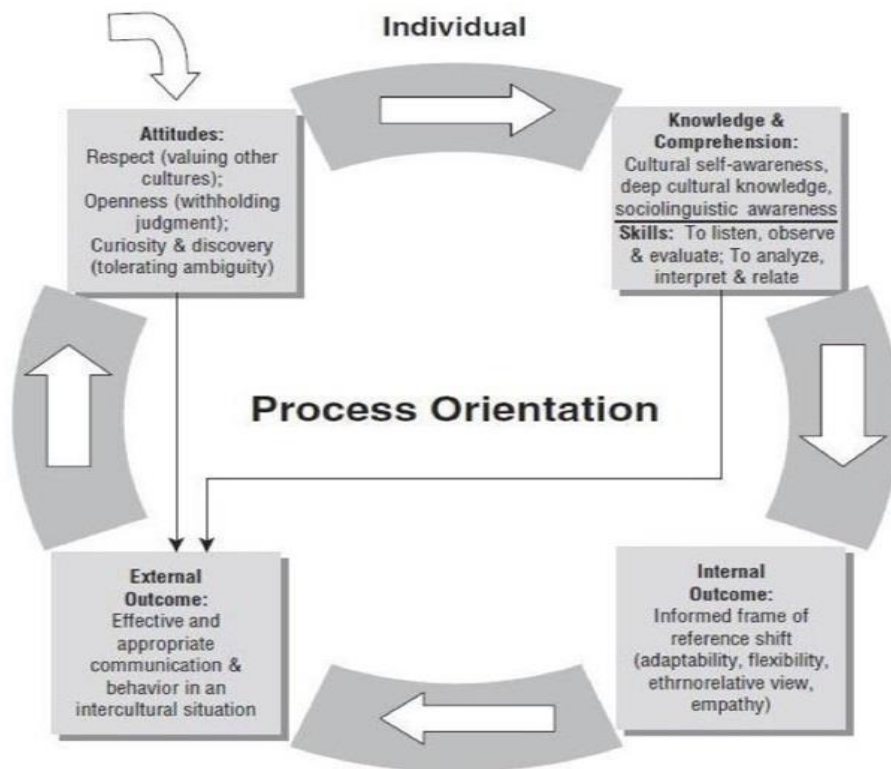 Individual
Attitudes:
Respect (valuing other
cultures);
Openness (withholding
judgment);
Curiosity & discovery
(tolerating ambiguity)
Knowledge &
Comprehension:
Cultural self-awareness,
deep cultural knowledge,
sociolinguistic awareness
Skills: To listen, observe
& evaluate; To analyze,
interpret & relate
Process Orientation
External
Outcome:
Effective and
appropriate
communication &
behavior in an
intercultural situation
Internal
Outcome:
Informed frame of
reference shift
(adaptability, flexibility,
ethrnorelative view,
empathy)